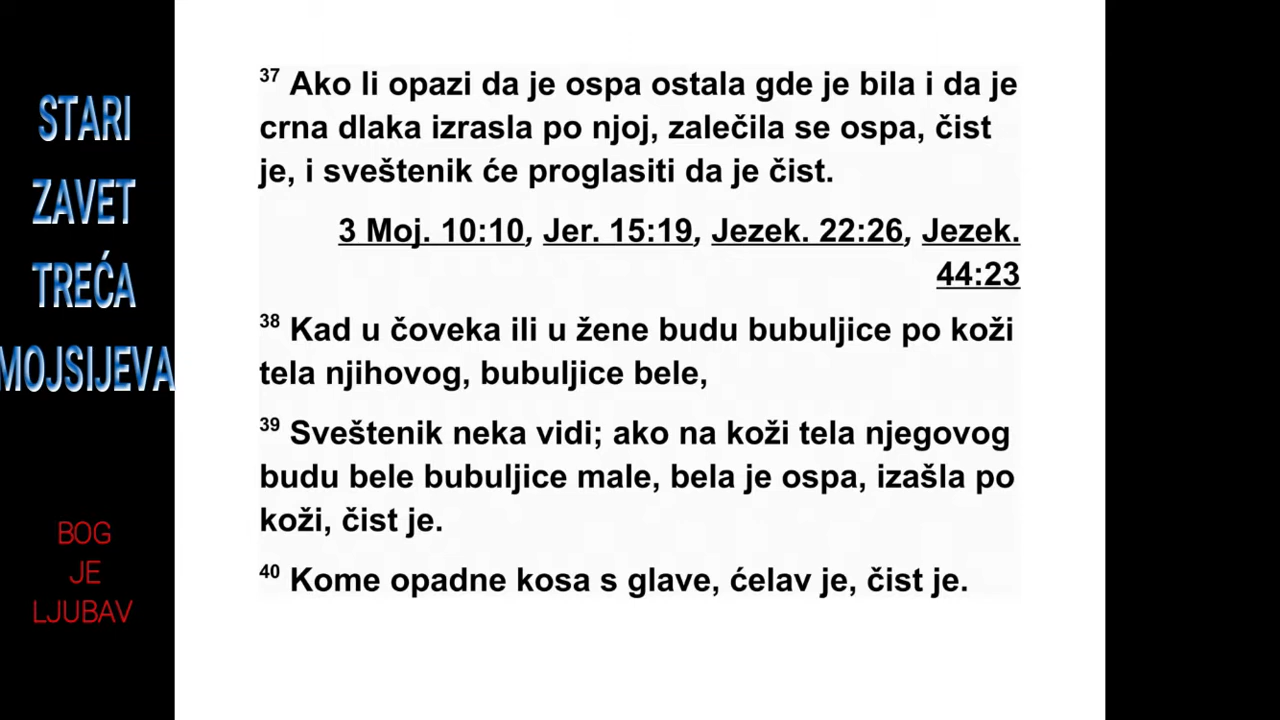 STARI
ZAVET
TREĆA
MOJSIJEVA
BOG
JE
LJUBAV
37 Ako li opazi da je ospa ostala gde je bila i da je
crna dlaka izrasla po njoj, zalečila se ospa, čist
je, i sveštenik će proglasiti da je čist.
3 Moj. 10:10, Jer. 15:19, Jezek. 22:26, Jezek.
44:23
38 Kad u čoveka ili u žene budu bubuljice po koži
tela njihovog, bubuljice bele,
39 Sveštenik neka vidi; ako na koži tela njegovog
budu bele bubuljice male, bela je ospa, izašla po
koži, čist je.
40 Kome opadne kosa s glave, ćelav je, čist je.